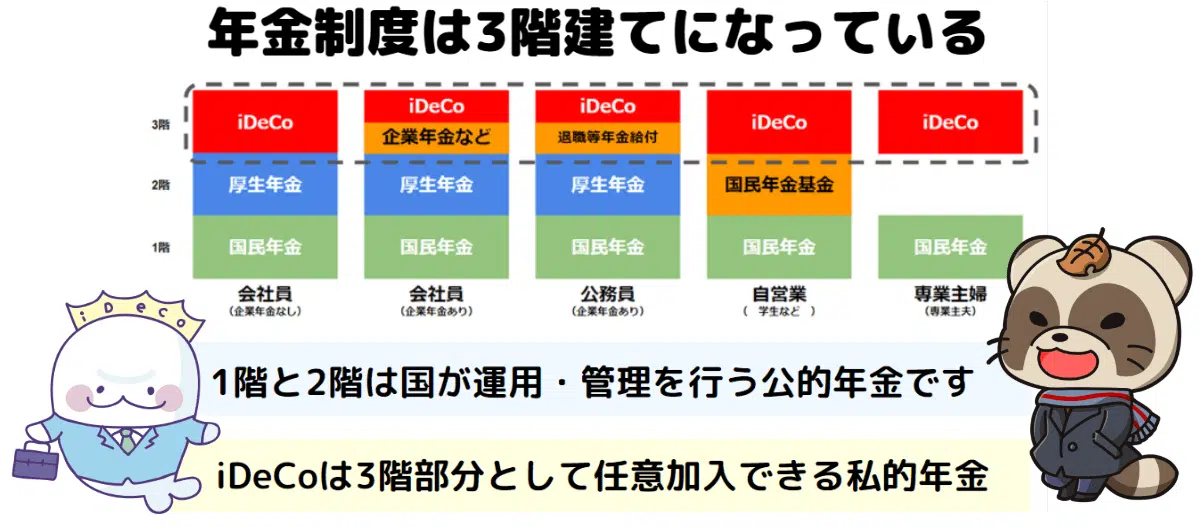 年金制度は3階建てになっている
3階
iDeCo
iDeCo
企業年金など
iDeCo
退職等年金給付
iDeCo
iDeCo
2階
厚生年金
厚生年金
厚生年金
国民年金基金
1階
国民年金
国民年金
国民年金
国民年金
国民年金
会社員
(企業年金なし)
会社員
(企業年金あり)
公務員
(企業年金あり)
自営業
( 学生など )
専業主婦
(専業主夫)
iDeco
1階と2階は国が運用・管理を行う公的年金です
iDeCoは3階部分として任意加入できる私的年金